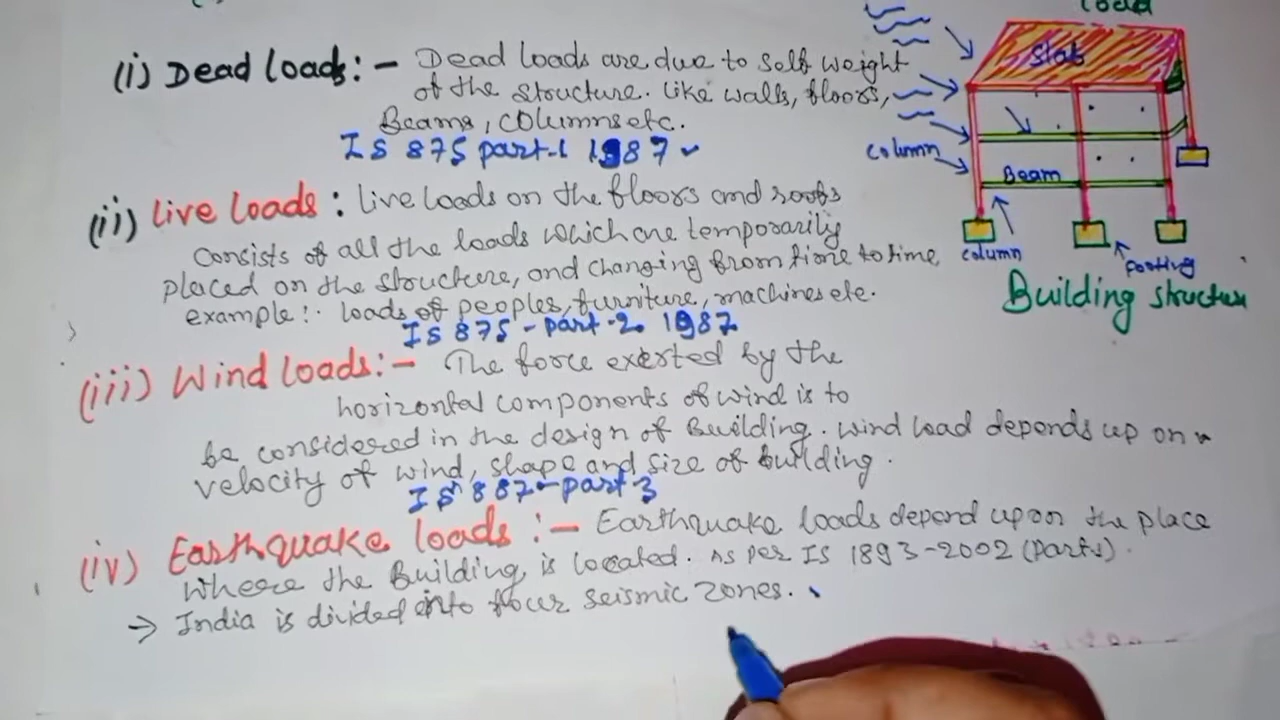 load
(i) Dead loads:- Dead loads are due to self weight
of the structure. like walls, floors,
Beams, columns etc.
IS 875 part-1 1987
(ii) live loads: live loads on the floors and roofs
consists of all the loads which are temporarily
placed on the structure, and changing from time to time
example:. loads of peoples, furniture, machines etc.
IS 875-part-2. 1987
(iii) Wind loads:- The force exerted by the
horizontal components of wind is to
be considered in the design of Building. wind load depends up on
velocity of wind, shape and size of building.
IS 887-part-3
(iv) Earthquake loads:- Earthquake loads depend upon the place
where the Building is located. As per IS 1893-2002 (Part1).
→ India is divided into four seismic zones.
Slab
column
Beam
column
footing
Building structure